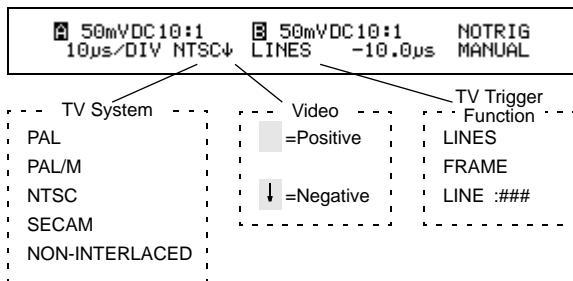 A 50mVDC10:1 B 50mVDC10:1 NOTRIG
10µs/DIV NTSC↓ LINES -10.0µs MANUAL
TV System
PAL
PAL/M
NTSC
SECAM
NON-INTERLACED
Video
=Positive
↓ =Negative
TV Trigger
Function
LINES
FRAME
LINE :###